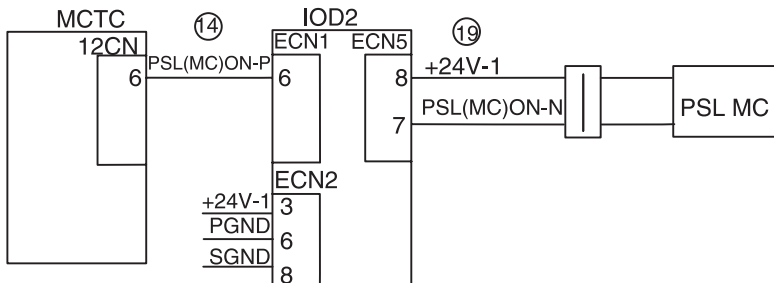 MCTC 14 IOD2 19
12CN ECN1 ECN5
PSL(MC)ON-P +24V-1
6 6 8
PSL(MC)ON-N PSL MC
7
ECN2
+24V-1 3
PGND 6
SGND 8